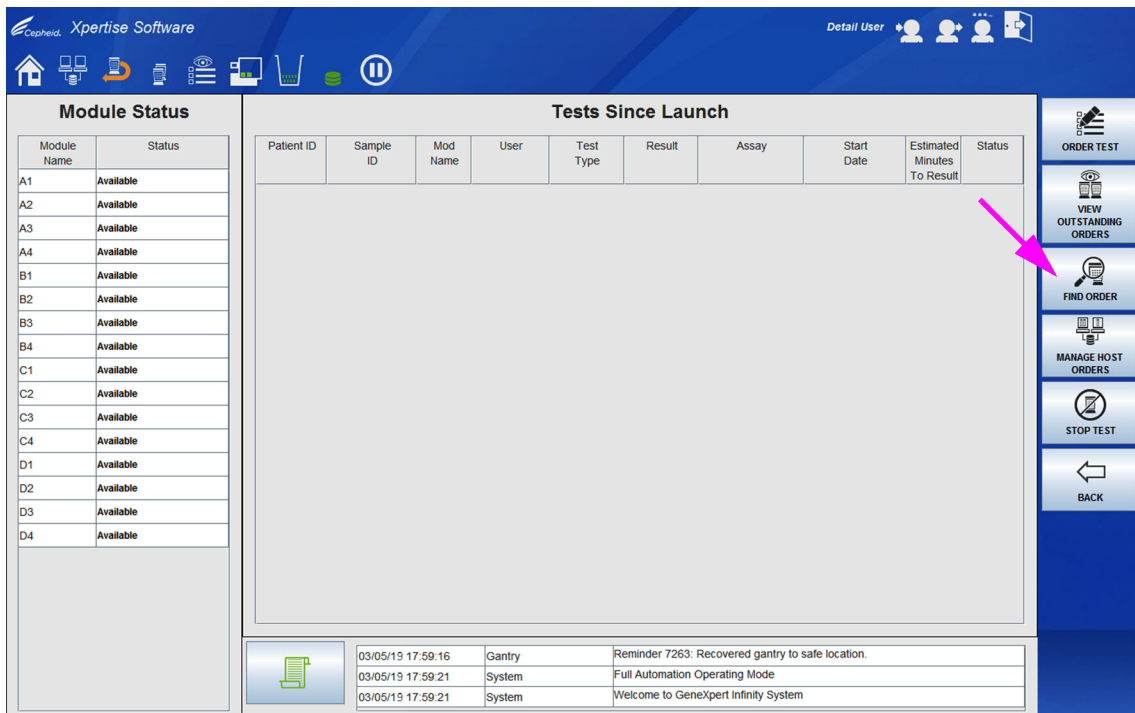 Cepheid. Xpertise Software
Detail User
Module Status
Module Name
Status
A1 Available
A2 Available
A3 Available
A4 Available
B1 Available
B2 Available
B3 Available
B4 Available
C1 Available
C2 Available
C3 Available
C4 Available
D1 Available
D2 Available
D3 Available
D4 Available
Tests Since Launch
Patient ID
Sample
ID
Mod
Name
User
Test
Type
Result
Assay
Start
Date
Estimated
Minutes
To Result
Status
03/05/19 17:59:16 Gantry Reminder 7263: Recovered gantry to safe location.
03/05/19 17:59:21 System Full Automation Operating Mode
03/05/19 17:59:21 System Welcome to GeneXpert Infinity System
ORDER TEST
VIEW
OUTSTANDING
ORDERS
FIND ORDER
MANAGE HOST
ORDERS
STOP TEST
BACK